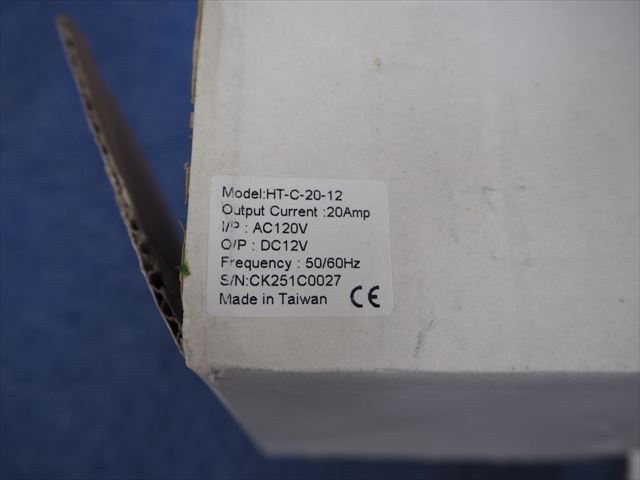 Model:HT-C-20-12
Output Current :20Amp
I/P : AC120V
O/P : DC12V
Frequency : 50/60Hz
S/N:CK251C0027
Made in Taiwan CE